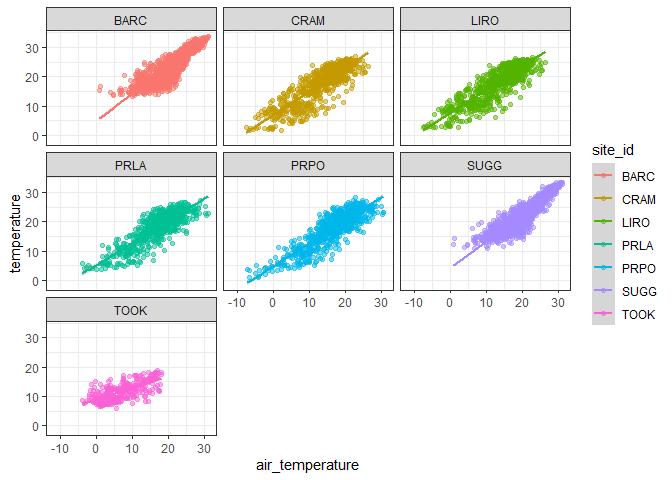 BARC CRAM LIRO
30
20
10
0
PRLA PRPO SUGG
30
20
10
0
-10 0 10 20 30 -10 0 10 20 30
TOOK
30
20
10
0
-10 0 10 20 30
air_temperature
temperature
site_id
BARC
CRAM
LIRO
PRLA
PRPO
SUGG
TOOK